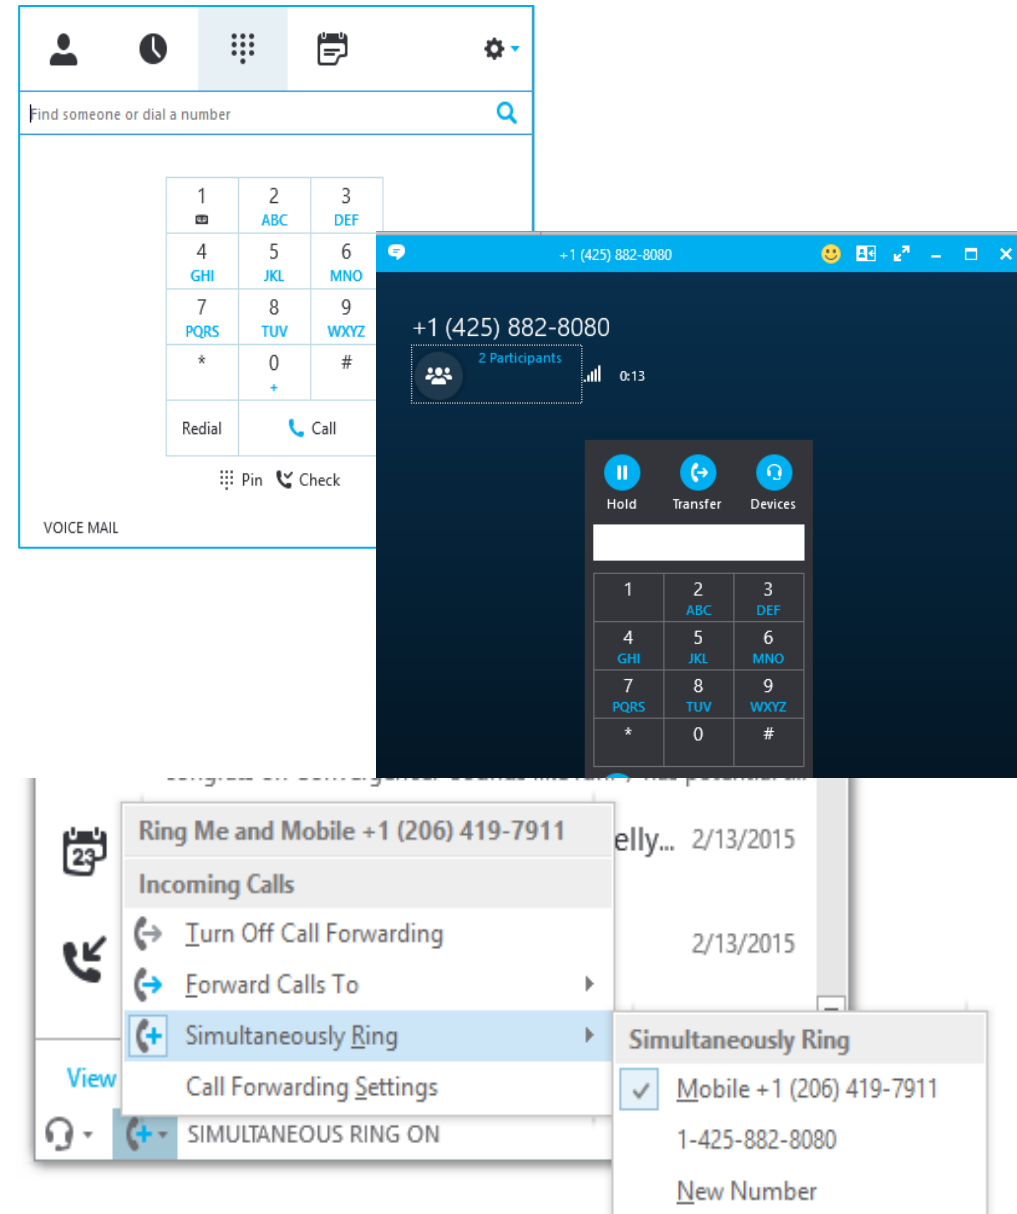 Find someone or dial a number
1 2 3
ABC DEF
4 5 6
GHI JKL MNO
7 8 9
PQRS TUV WXYZ
* 0 #
+
Redial Call
Pin Check
VOICE MAIL
+1 (425) 882-8080
+1 (425) 882-8080
2 Participants
0:13
Hold Transfer Devices
1 2 3
ABC DEF
4 5 6
GHI JKL MNO
7 8 9
PQRS TUV WXYZ
* 0 #
Ring Me and Mobile +1 (206) 419-7911
elly... 2/13/2015
23
Incoming Calls
Turn Off Call Forwarding
2/13/2015
Forward Calls To
Simultaneously Ring
Call Forwarding Settings
View
SIMULTANEOUS RING ON
Simultaneously Ring
Mobile +1 (206) 419-7911
1-425-882-8080
New Number